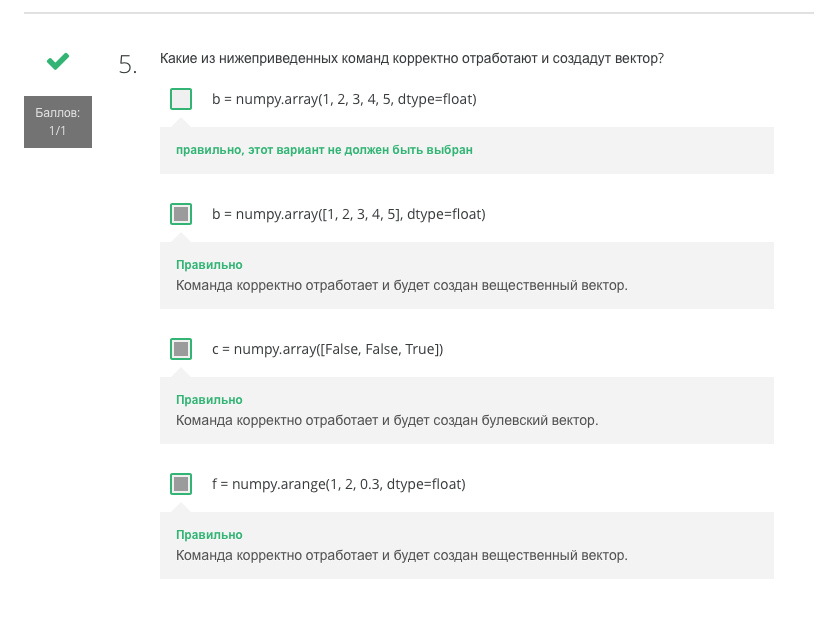 Баллов:
1/1
5.
Какие из нижеприведенных команд корректно отработают и создадут вектор?
b = numpy.array(1, 2, 3, 4, 5, dtype=float)
правильно, этот вариант не должен быть выбран
b = numpy.array([1, 2, 3, 4, 5], dtype=float)
Правильно
Команда корректно отработает и будет создан вещественный вектор.
c = numpy.array([False, False, True])
Правильно
Команда корректно отработает и будет создан булевский вектор.
f = numpy.arange(1, 2, 0.3, dtype=float)
Правильно
Команда корректно отработает и будет создан вещественный вектор.